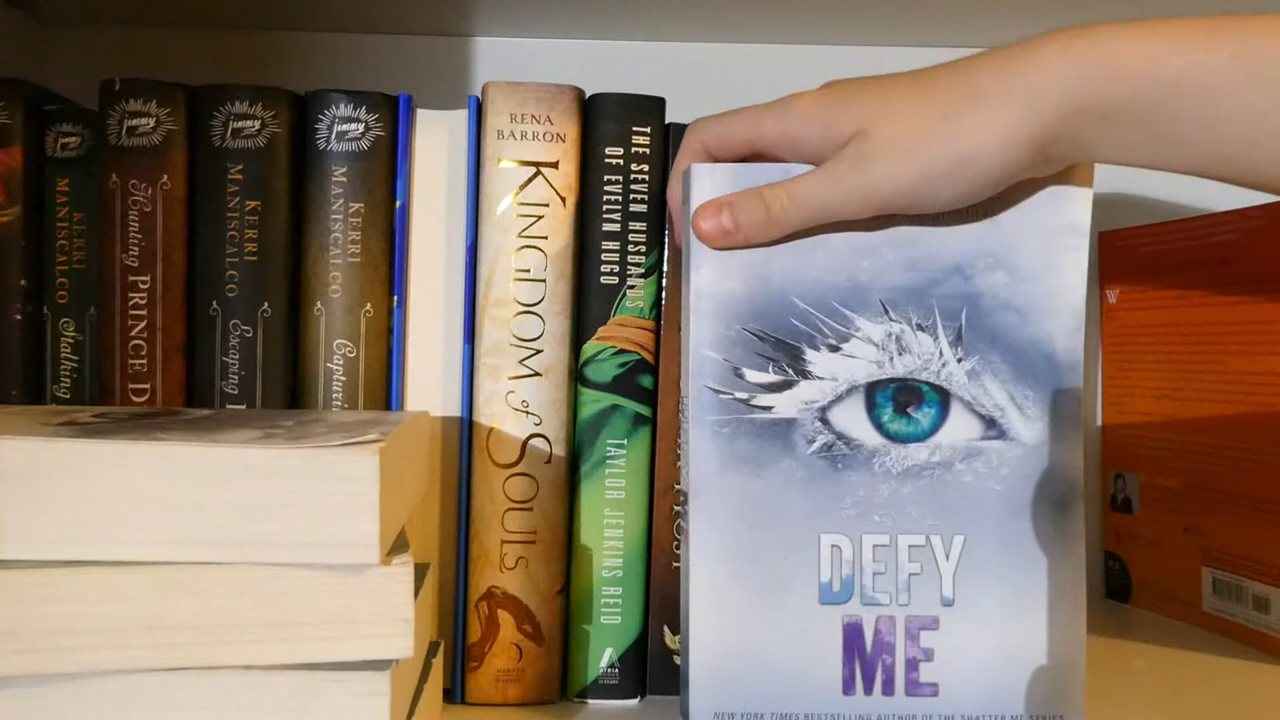 jimmy
KERRI
MANISCALCO
Stalking
jimmy
Hunting PRINCE D
jimmy
KERRI
MANISCALCO
Escaping
jimmy
KERRI
MANISCALCO
Capturi
RENA
BARRON
KINGDOM of SOULS
THE SEVEN HUSBANDS
OF EVELYN HUGO
TAYLOR JENKINS REID
ATRIA
DEFY
ME
NEW YORK TIMES BESTSELLING AUTHOR OF THE SHATTER ME SERIES
W